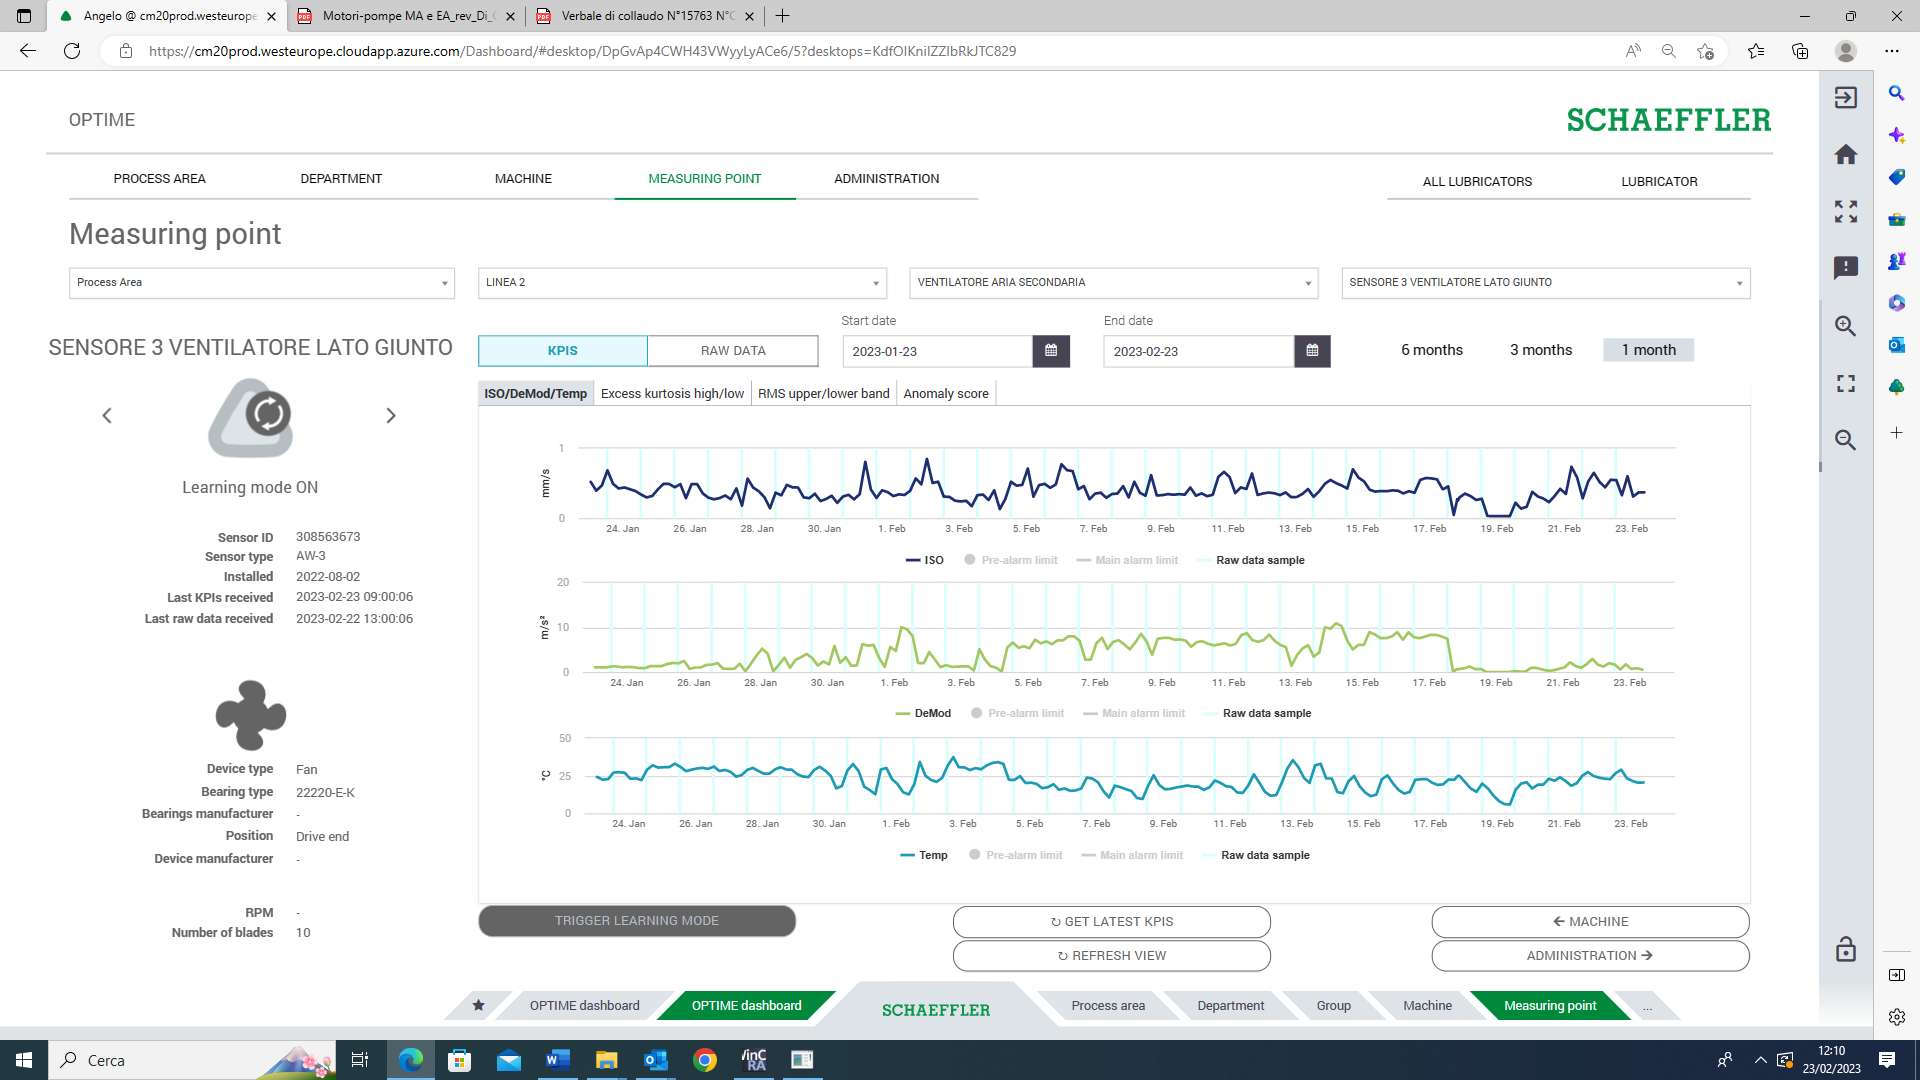 Angelo @ cm20prod.westeurope
Motori-pompe MA e EA_rev_Di_
Verbale di collaudo N°15763 N°
https://cm20prod.westeurope.cloudapp.azure.com/Dashboard/#desktop/DpGvAp4CWH43VWyyLyACe6/5?desktops=KdfOIKniIZZIbRkJTC829
OPTIME
SCHAEFFLER
PROCESS AREA
DEPARTMENT
MACHINE
MEASURING POINT
ADMINISTRATION
ALL LUBRICATORS
LUBRICATOR
Measuring point
Process Area
LINEA 2
VENTILATORE ARIA SECONDARIA
SENSORE 3 VENTILATORE LATO GIUNTO
Start date
End date
SENSORE 3 VENTILATORE LATO GIUNTO
KPIS
RAW DATA
2023-01-23
2023-02-23
6 months
3 months
1 month
ISO/DeMod/Temp
Excess kurtosis high/low
RMS upper/lower band
Anomaly score
Learning mode ON
Sensor ID 308563673
Sensor type AW-3
Installed 2022-08-02
Last KPIs received 2023-02-23 09:00:06
Last raw data received 2023-02-22 13:00:06
Device type Fan
Bearing type 22220-E-K
Bearings manufacturer -
Position Drive end
Device manufacturer -
RPM -
Number of blades 10
1
mm/s
0
24. Jan 26. Jan 28. Jan 30. Jan 1. Feb 3. Feb 5. Feb 7. Feb 9. Feb 11. Feb 13. Feb 15. Feb 17. Feb 19. Feb 21. Feb 23. Feb
ISO Pre-alarm limit Main alarm limit Raw data sample
20
m/s²
10
0
24. Jan 26. Jan 28. Jan 30. Jan 1. Feb 3. Feb 5. Feb 7. Feb 9. Feb 11. Feb 13. Feb 15. Feb 17. Feb 19. Feb 21. Feb 23. Feb
DeMod Pre-alarm limit Main alarm limit Raw data sample
50
°C
25
0
24. Jan 26. Jan 28. Jan 30. Jan 1. Feb 3. Feb 5. Feb 7. Feb 9. Feb 11. Feb 13. Feb 15. Feb 17. Feb 19. Feb 21. Feb 23. Feb
Temp Pre-alarm limit Main alarm limit Raw data sample
TRIGGER LEARNING MODE
↻ GET LATEST KPIS
← MACHINE
↻ REFRESH VIEW
ADMINISTRATION →
OPTIME dashboard
OPTIME dashboard
SCHAEFFLER
Process area
Department
Group
Machine
Measuring point
...
Cerca
12:10
23/02/2023